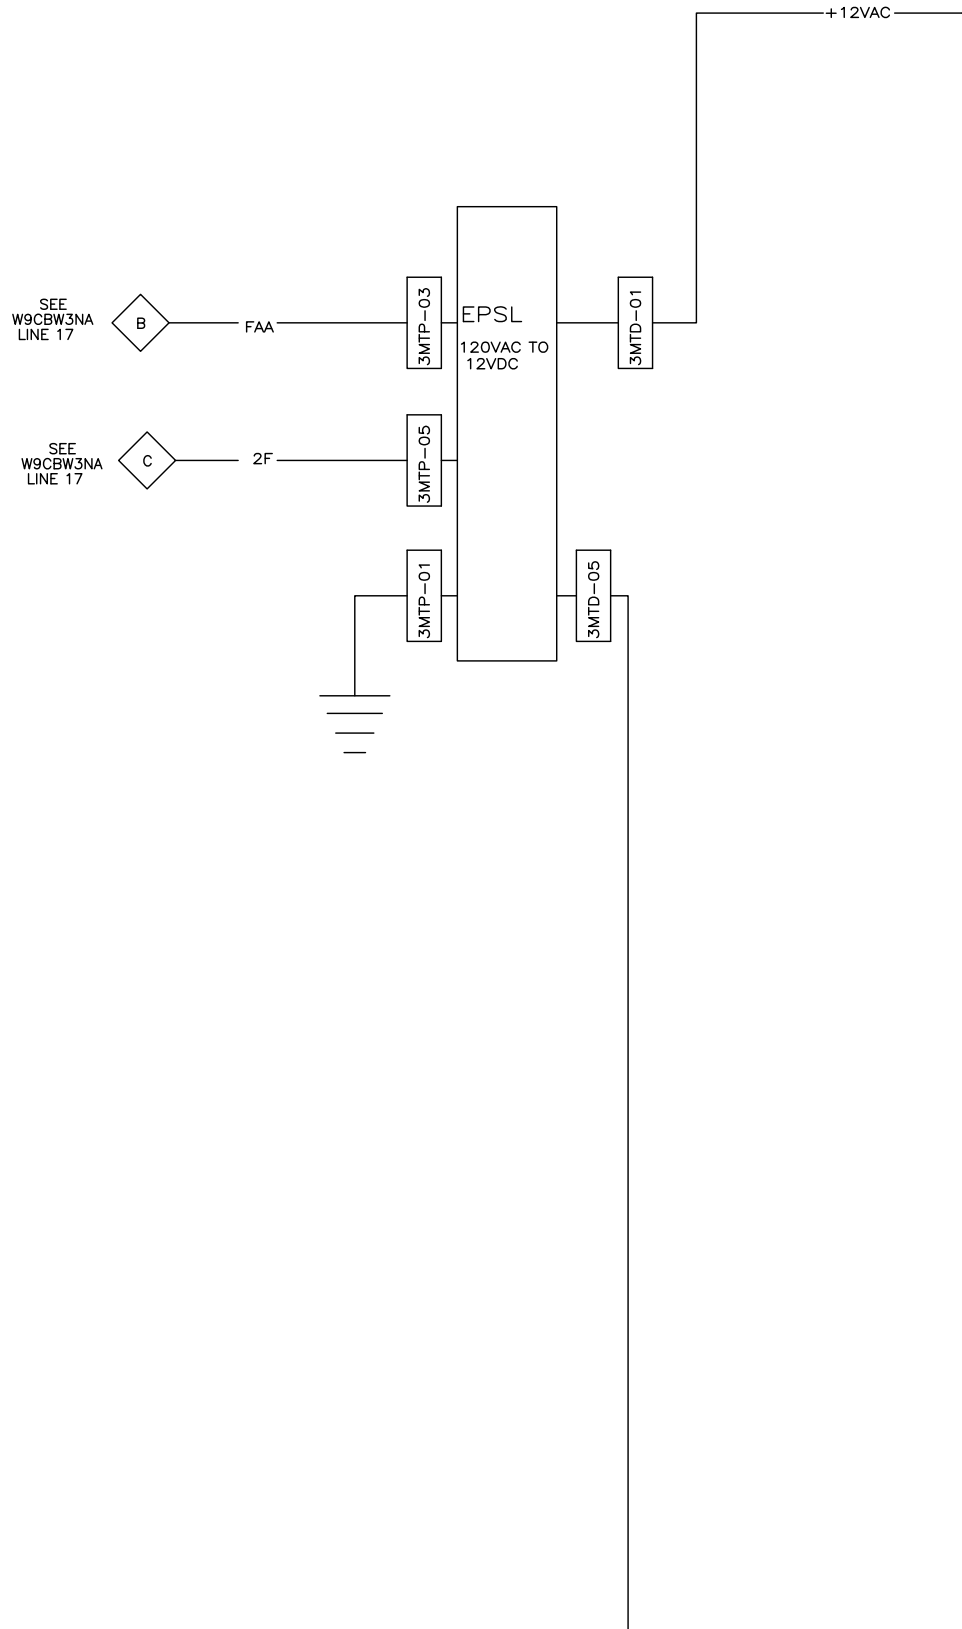 +12VAC
SEE
W9CBW3NA
LINE 17
B
FAA
3MTP-03
EPSL
120VAC TO
12VDC
3MTD-01
SEE
W9CBW3NA
LINE 17
C
2F
3MTP-05
3MTP-01
3MTD-05